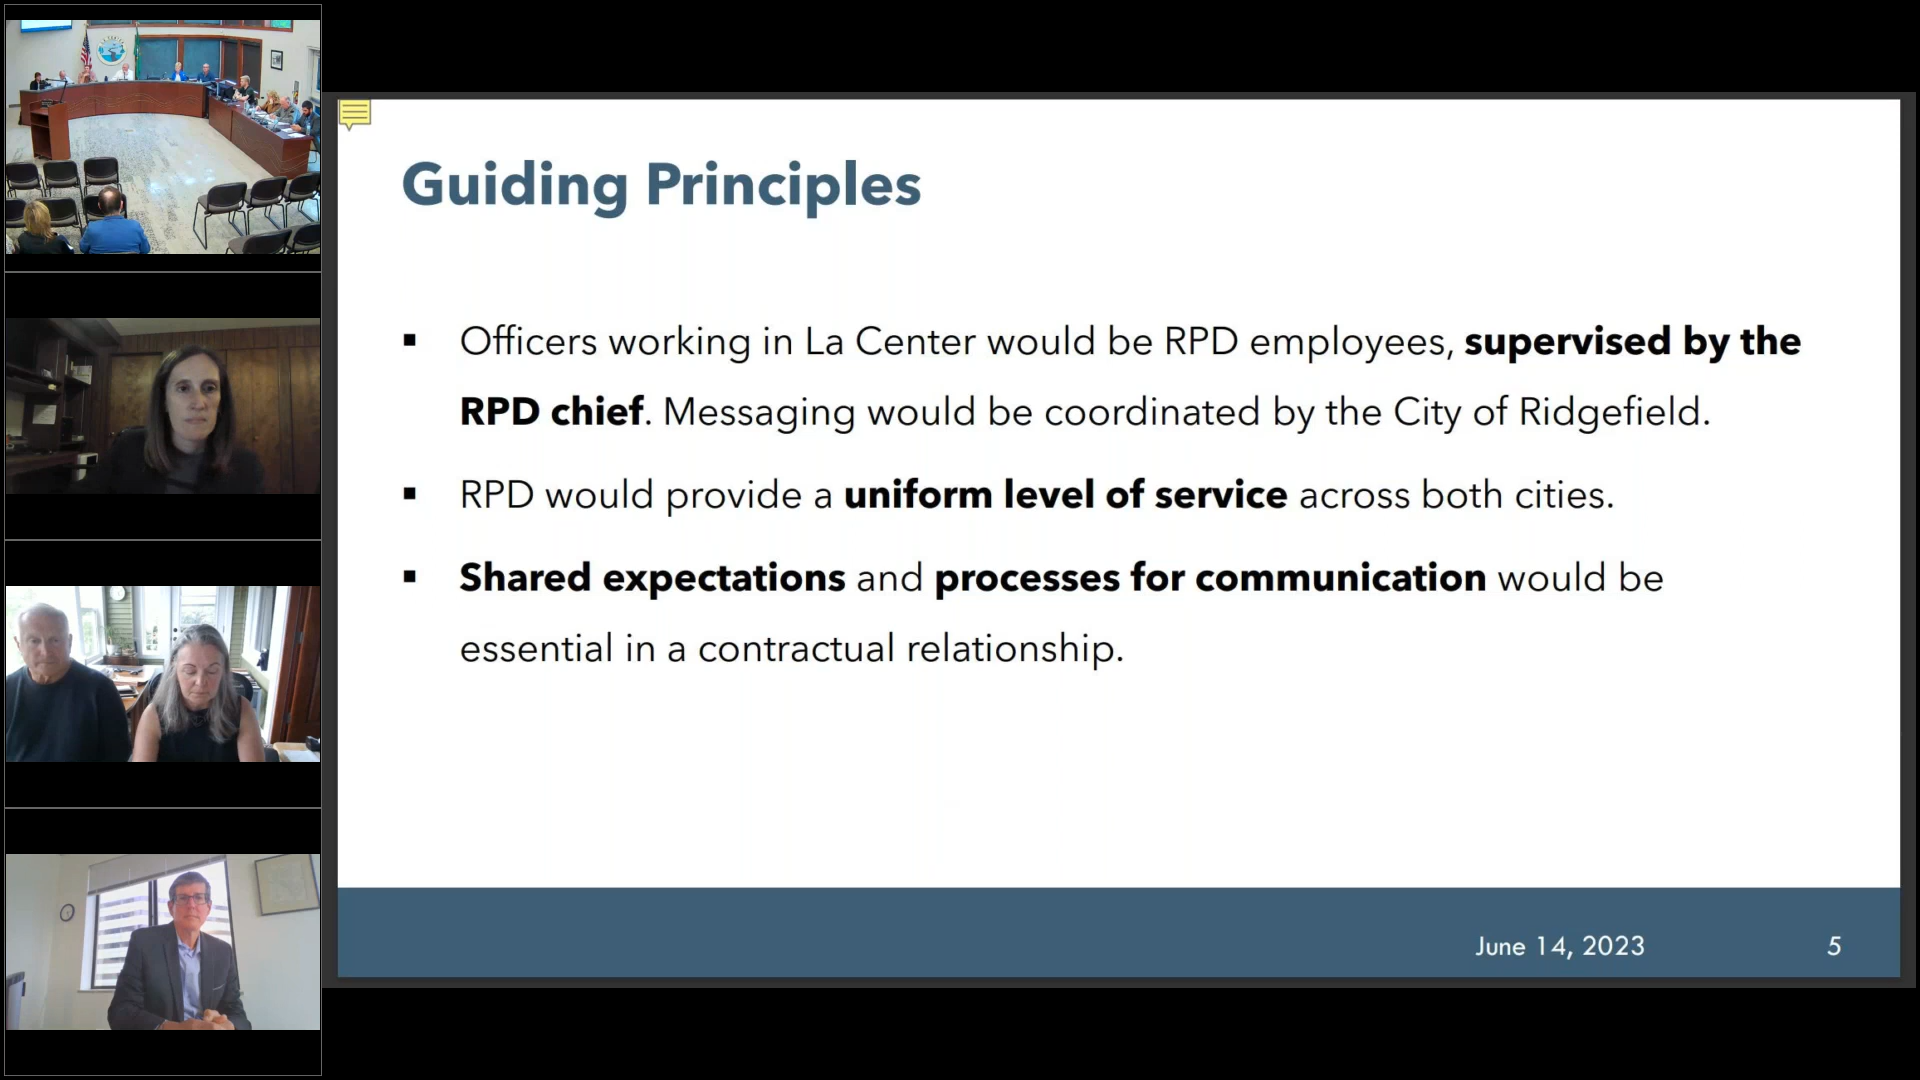 Guiding Principles
▪ Officers working in La Center would be RPD employees, supervised by the
RPD chief. Messaging would be coordinated by the City of Ridgefield.
▪ RPD would provide a uniform level of service across both cities.
▪ Shared expectations and processes for communication would be
essential in a contractual relationship.
June 14, 2023
5